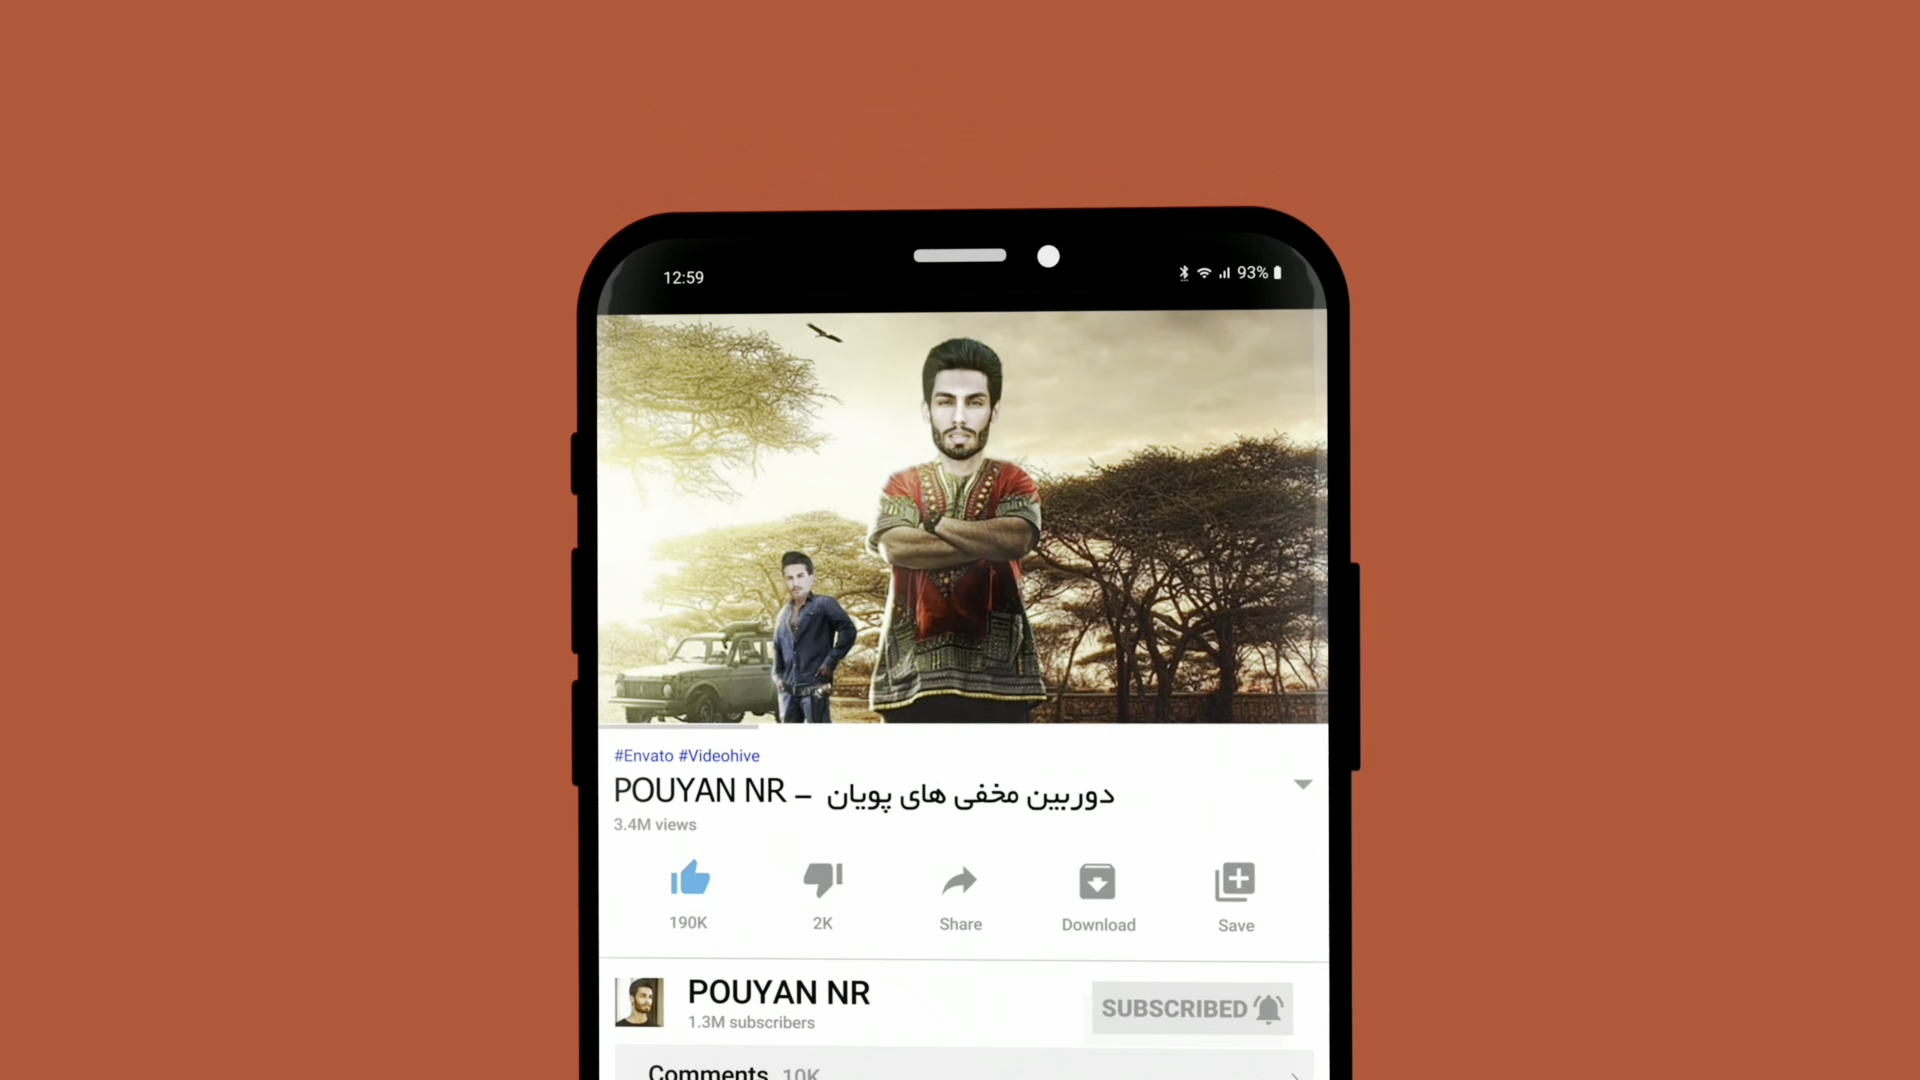 12:59
93%
#Envato #Videohive
POUYAN NR – دوربین مخفی های پویان
3.4M views
190K
2K
Share
Download
Save
POUYAN NR
1.3M subscribers
SUBSCRIBED
Comments 10K